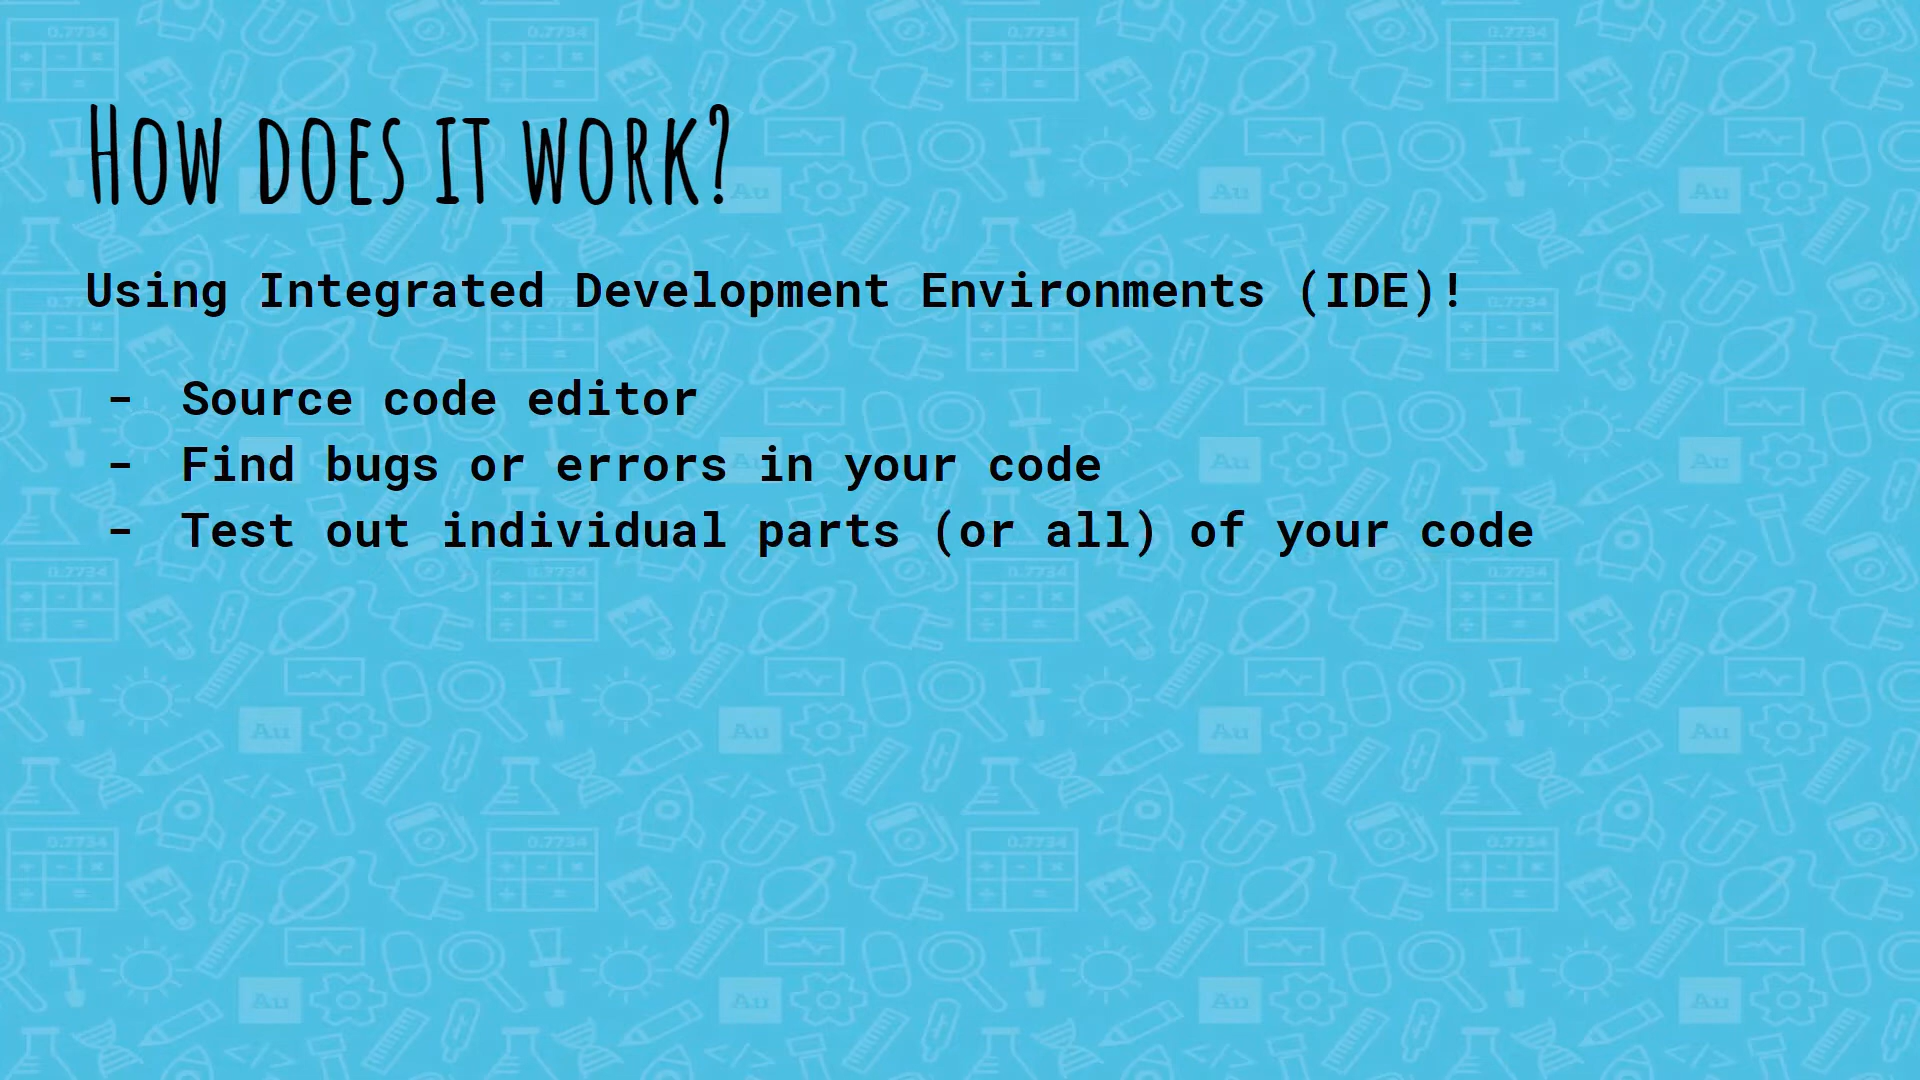 How does it work?
Using Integrated Development Environments (IDE)!
- Source code editor
- Find bugs or errors in your code
- Test out individual parts (or all) of your code